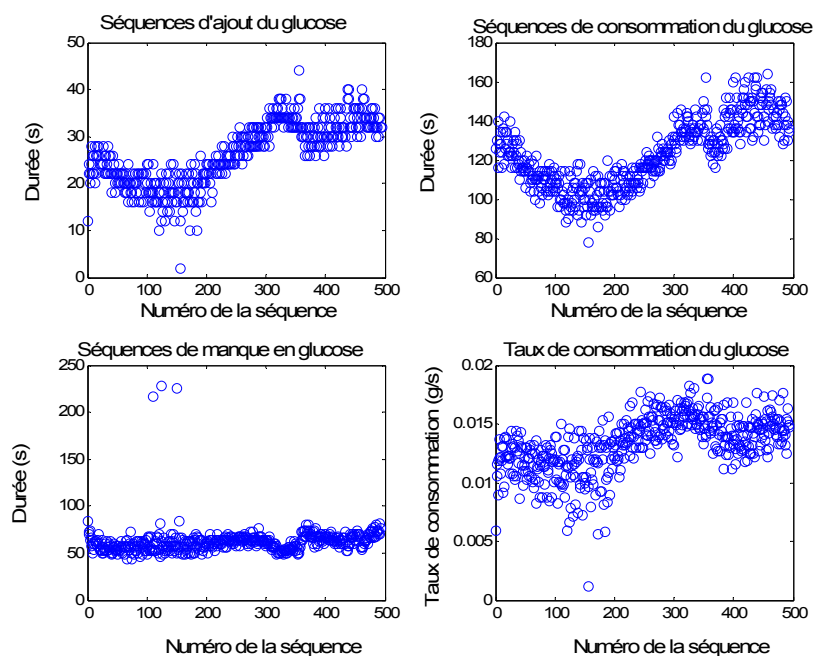 Séquences d'ajout du glucose
50
40
30
20
10
0
Durée (s)
0 100 200 300 400 500
Numéro de la séquence
Séquences de consommation du glucose
180
160
140
120
100
80
60
Durée (s)
0 100 200 300 400 500
Numéro de la séquence
Séquences de manque en glucose
250
200
150
100
50
0
Durée (s)
0 100 200 300 400 500
Numéro de la séquence
Taux de consommation du glucose
0.02
0.015
0.01
0.005
0
Taux de consommation (g/s)
0 100 200 300 400 500
Numéro de la séquence